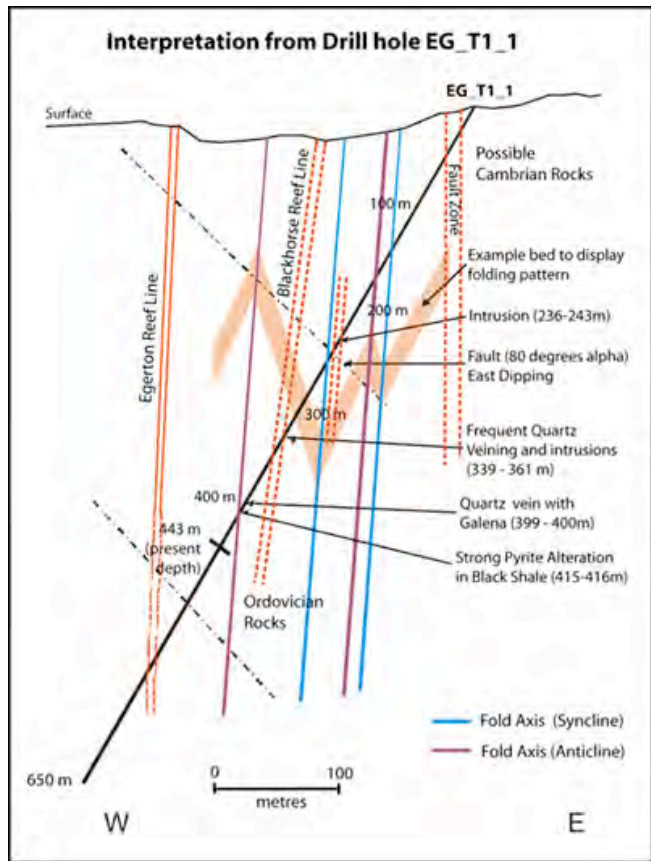 Interpretation from Drill hole EG_T1_1
EG_T1_1
Surface
Possible
Cambrian Rocks
Fault Zone
100 m
Blackhorse Reef Line
Egerton Reef Line
Example bed to display
folding pattern
200 m
Intrusion (236-243m)
Fault (80 degrees alpha)
East Dipping
300 m
Frequent Quartz
Veining and intrusions
(339 - 361 m)
400 m
Quartz vein with
Galena (399 - 400m)
443 m
(present
depth)
Strong Pyrite Alteration
in Black Shale (415-416m)
Ordovician
Rocks
Fold Axis (Syncline)
Fold Axis (Anticline)
650 m
0 100
metres
W E